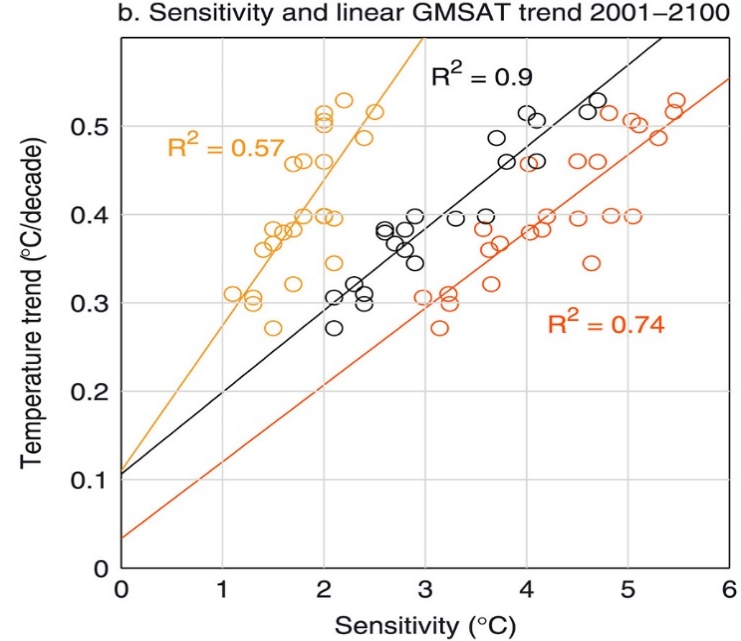 b. Sensitivity and linear GMSAT trend 2001–2100
R² = 0.9
R² = 0.57
R² = 0.74
Temperature trend (°C/decade)
0.5
0.4
0.3
0.2
0.1
0
0 1 2 3 4 5 6
Sensitivity (°C)